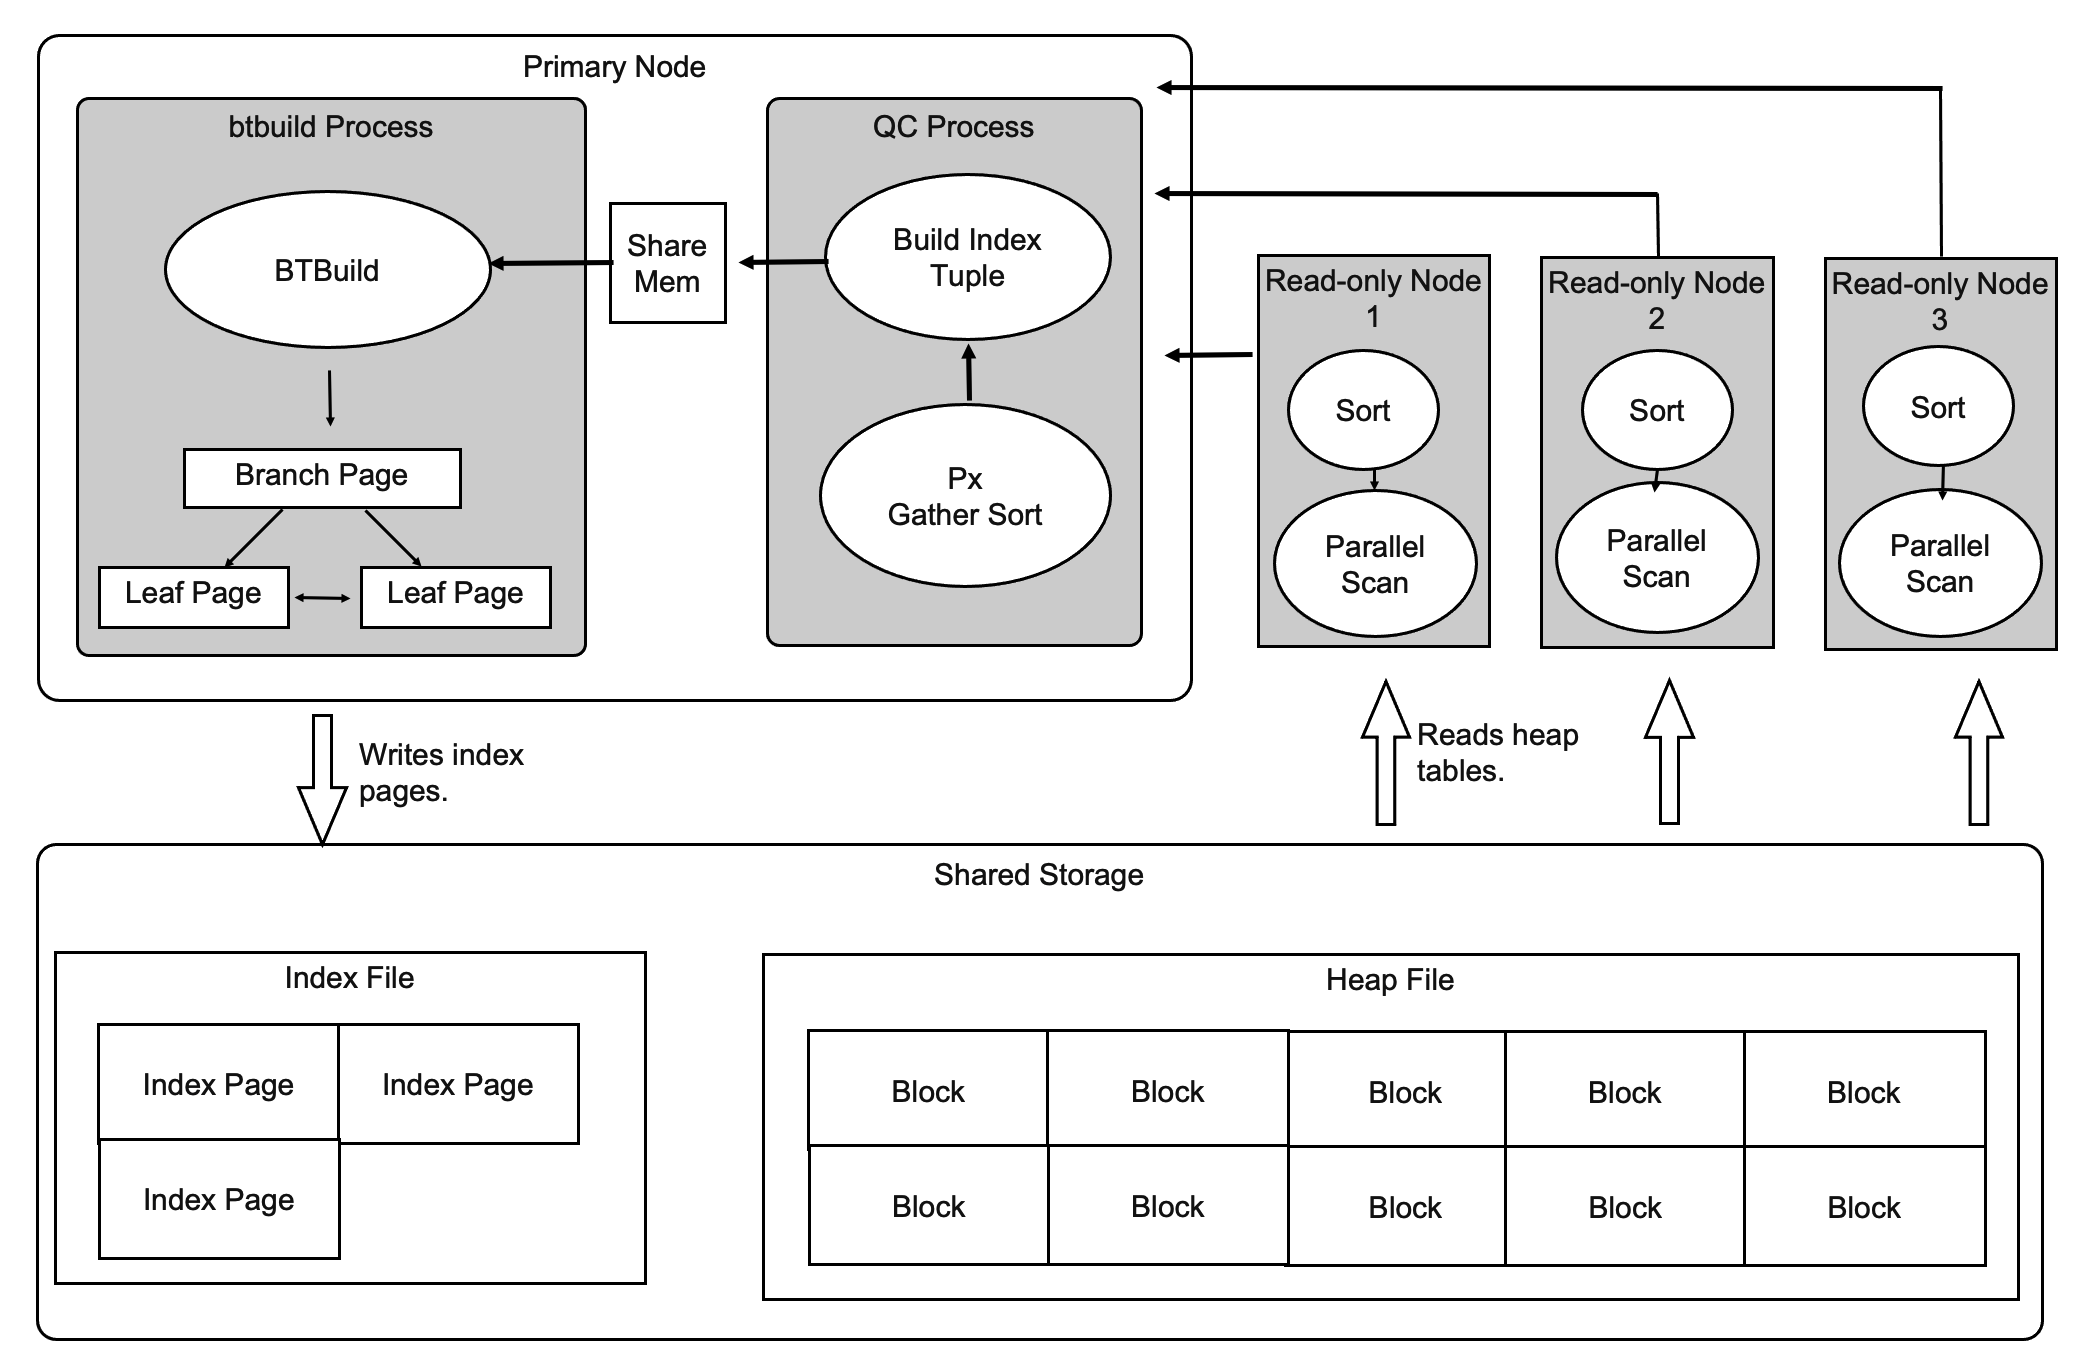 Primary Node
btbuild Process
BTBuild
Branch Page
Leaf Page
Leaf Page
Share
Mem
QC Process
Build Index
Tuple
Px
Gather Sort
Read-only Node
1
Sort
Parallel
Scan
Read-only Node
2
Sort
Parallel
Scan
Read-only Node
3
Sort
Parallel
Scan
Writes index
pages.
Reads heap
tables.
Shared Storage
Index File
Index Page
Index Page
Index Page
Heap File
Block
Block
Block
Block
Block
Block
Block
Block
Block
Block